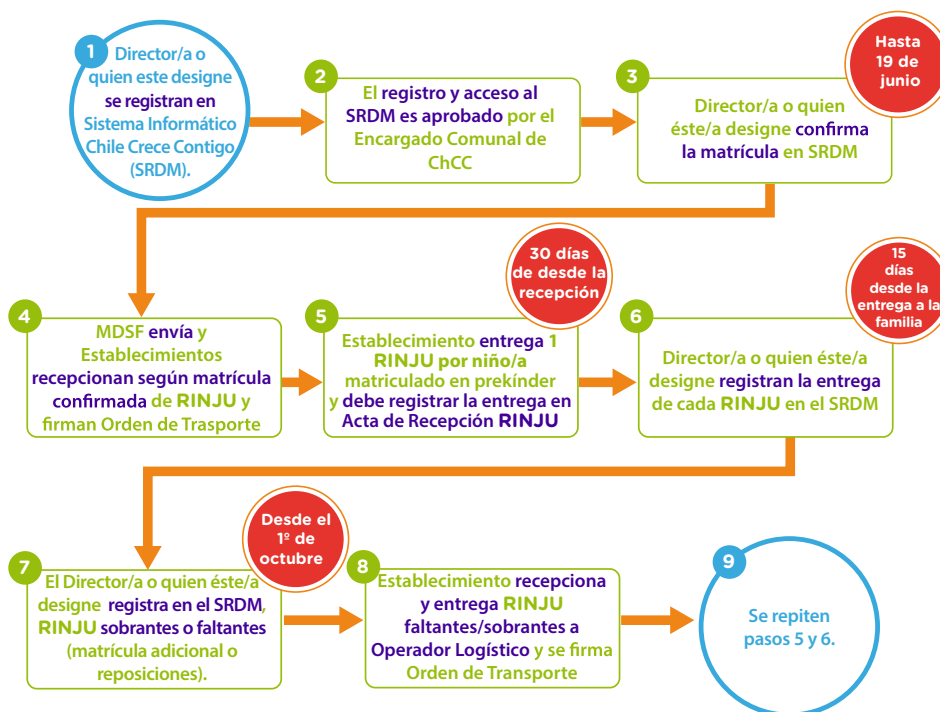 1
Director/a o
quien este designe
se registran en
Sistema Informático
Chile Crece Contigo
(SRDM).
2
El registro y acceso al
SRDM es aprobado por el
Encargado Comunal de
ChCC
3
Hasta
19 de
junio
Director/a o quien
éste/a designe confirma
la matrícula en SRDM
4
MDSF envía y
Establecimientos
recepcionan según matrícula
confirmada de RINJU y
firman Orden de Trasporte
5
30 días
de desde la
recepción
Establecimiento entrega 1
RINJU por niño/a
matriculado en prekínder
y debe registrar la entrega en
Acta de Recepción RINJU
6
15
días
desde la
entrega a la
familia
Director/a o quien éste/a
designe registran la entrega
de cada RINJU en el SRDM
7
Desde el
1º de
octubre
El Director/a o quien éste/a
designe registra en el SRDM,
RINJU sobrantes o faltantes
(matrícula adicional o
reposiciones).
8
Establecimiento recepciona
y entrega RINJU
faltantes/sobrantes a
Operador Logístico y se firma
Orden de Transporte
9
Se repiten
pasos 5 y 6.